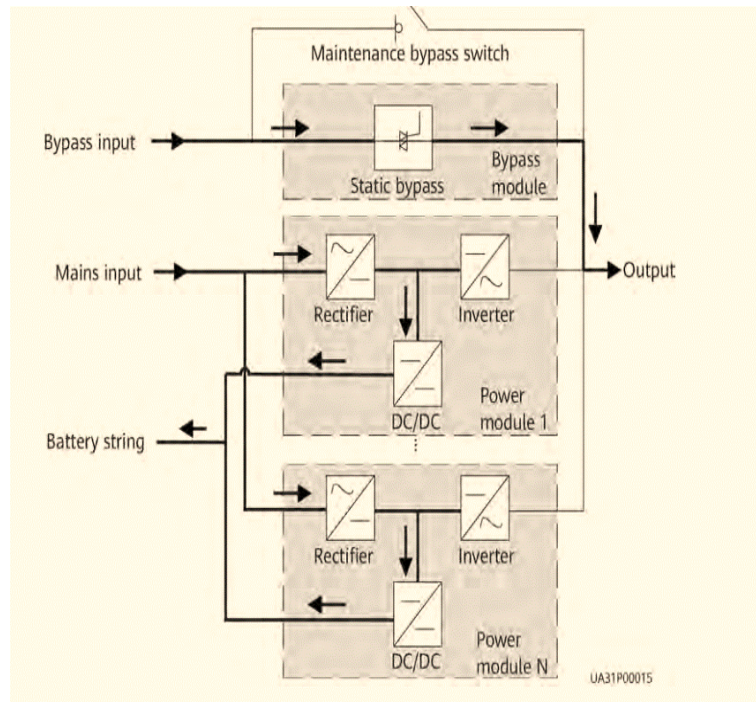 Maintenance bypass switch
Bypass input
Static bypass
Bypass
module
Mains input
Output
Rectifier
Inverter
DC/DC
Power
module 1
Battery string
Rectifier
Inverter
DC/DC
Power
module N
UA31P00015